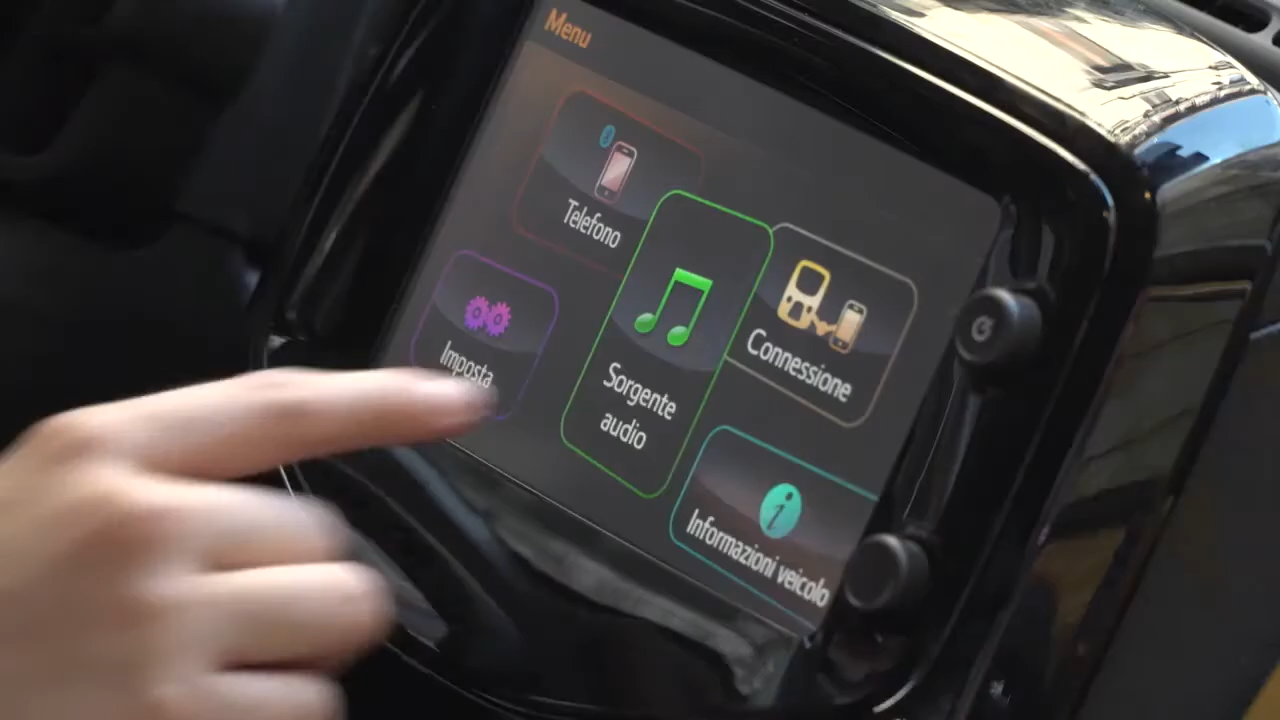 Menu
Telefono
Imposta
Sorgente
audio
Connessione
Informazioni veicolo